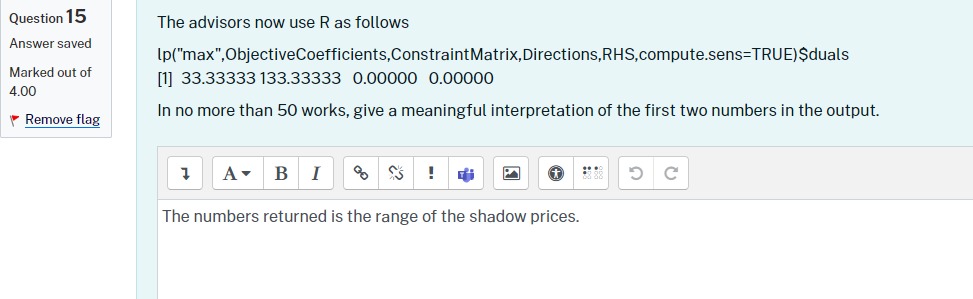 Question 15
Answer saved
Marked out of
4.00
Remove flag
The advisors now use R as follows
lp("max",ObjectiveCoefficients,ConstraintMatrix,Directions,RHS,compute.sens=TRUE)$duals
[1] 33.33333 133.33333 0.00000 0.00000
In no more than 50 works, give a meaningful interpretation of the first two numbers in the output.
A B I !
The numbers returned is the range of the shadow prices.